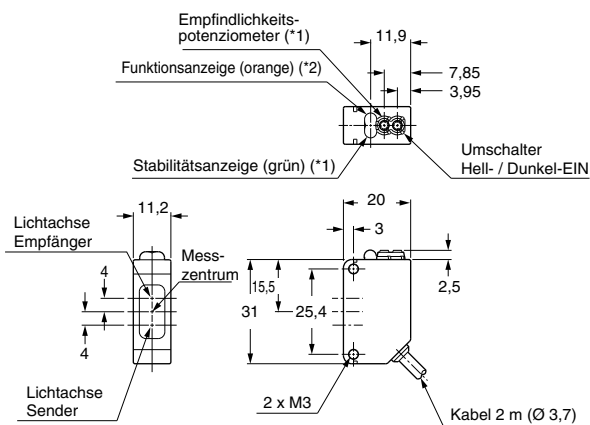 Empfindlichkeits-
potenziometer (*1)
11,9
Funktionsanzeige (orange) (*2)
7,85
3,95
Stabilitätsanzeige (grün) (*1)
Umschalter
Hell- / Dunkel-EIN
11,2
20
3
Lichtachse
Empfänger
Mess-
zentrum
4
15,5
31
25,4
2,5
4
Lichtachse
Sender
2 x M3
Kabel 2 m (Ø 3,7)